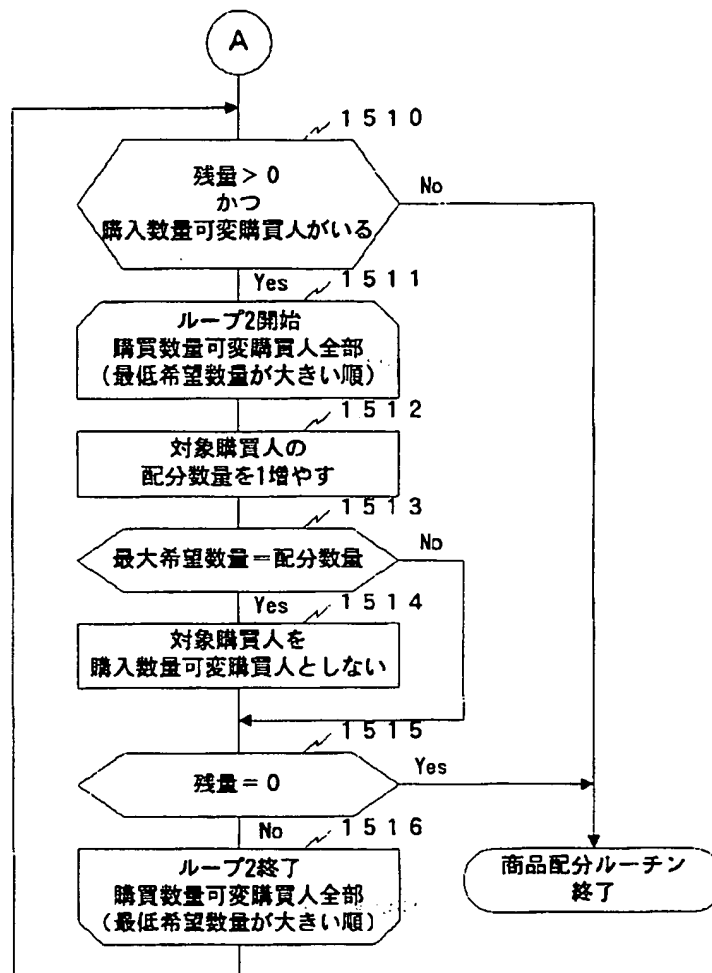 A
1510
残量>0
かつ
購入数量可変購買人がいる
No
Yes
1511
ループ2開始
購買数量可変購買人全部
(最低希望数量が大きい順)
1512
対象購買人の
配分数量を1増やす
1513
最大希望数量=配分数量
No
Yes
1514
対象購買人を
購入数量可変購買人としない
1515
残量=0
Yes
No
1516
ループ2終了
購買数量可変購買人全部
(最低希望数量が大きい順)
商品配分ルーチン
終了